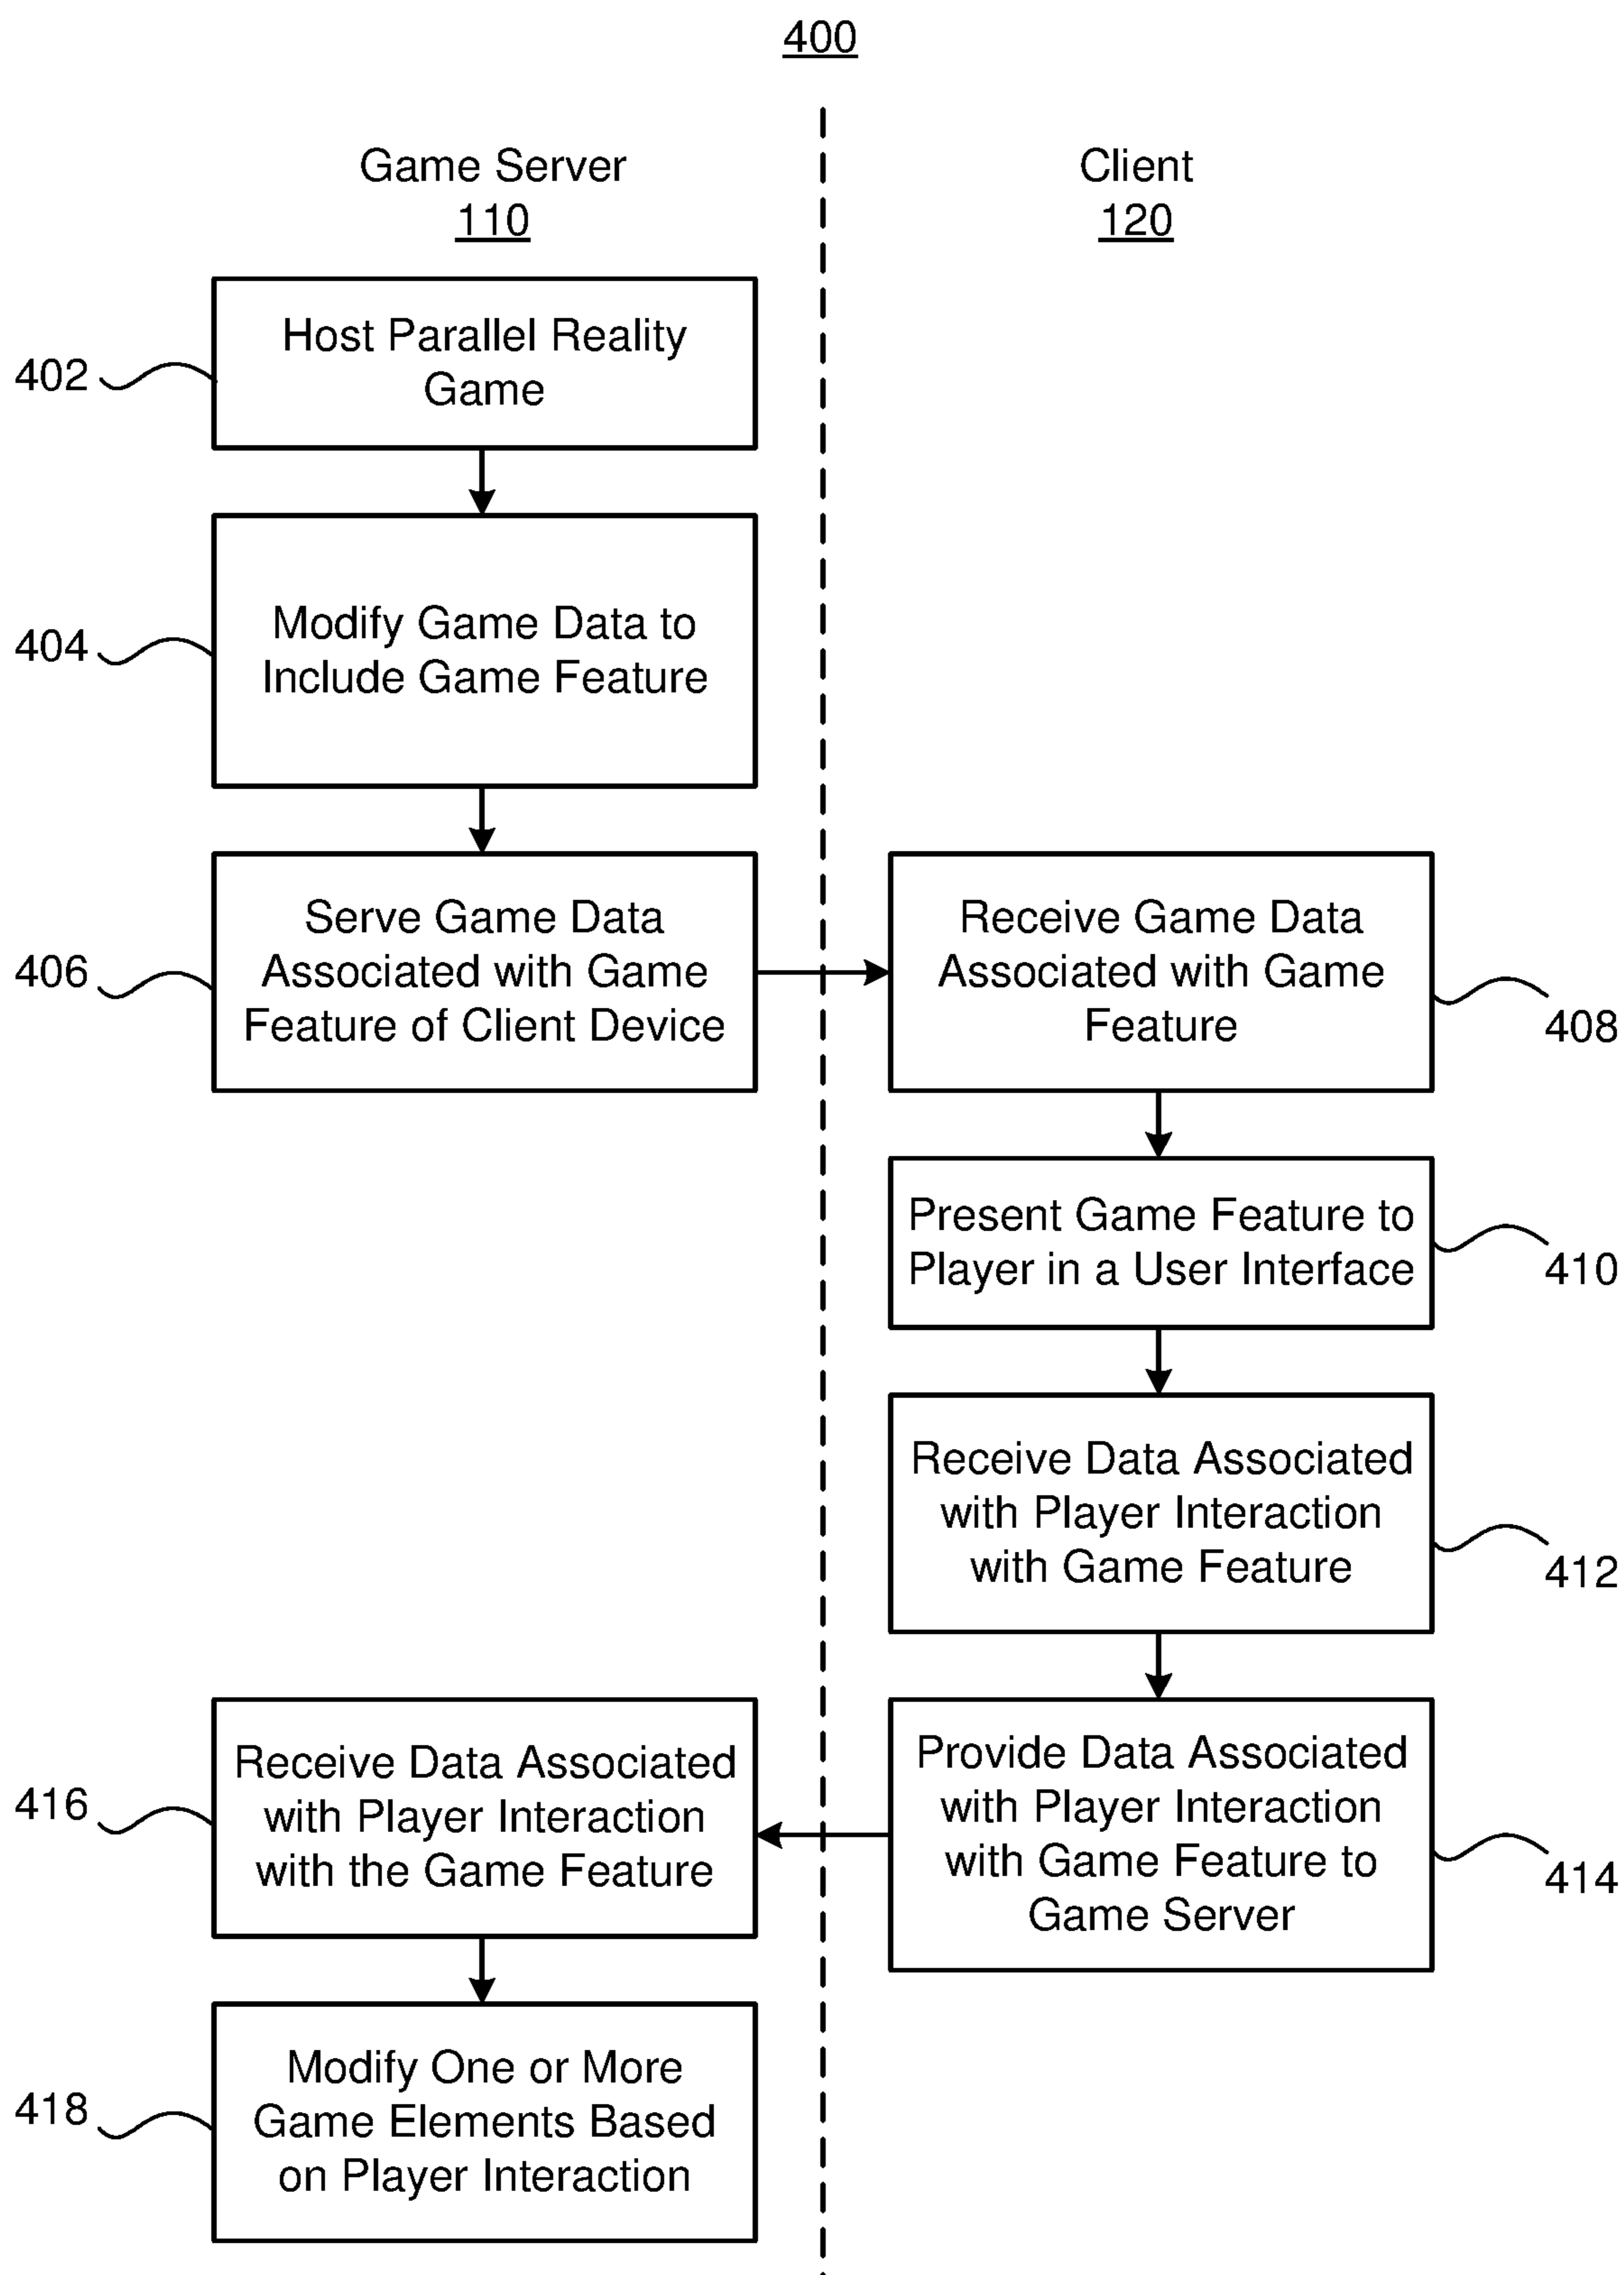 400
Game Server
110
Client
120
402
Host Parallel Reality
Game
404
Modify Game Data to
Include Game Feature
406
Serve Game Data
Associated with Game
Feature of Client Device
Receive Game Data
Associated with Game
Feature
408
Present Game Feature to
Player in a User Interface
410
Receive Data Associated
with Player Interaction
with Game Feature
412
Provide Data Associated
with Player Interaction
with Game Feature to
Game Server
414
416
Receive Data Associated
with Player Interaction
with the Game Feature
418
Modify One or More
Game Elements Based
on Player Interaction